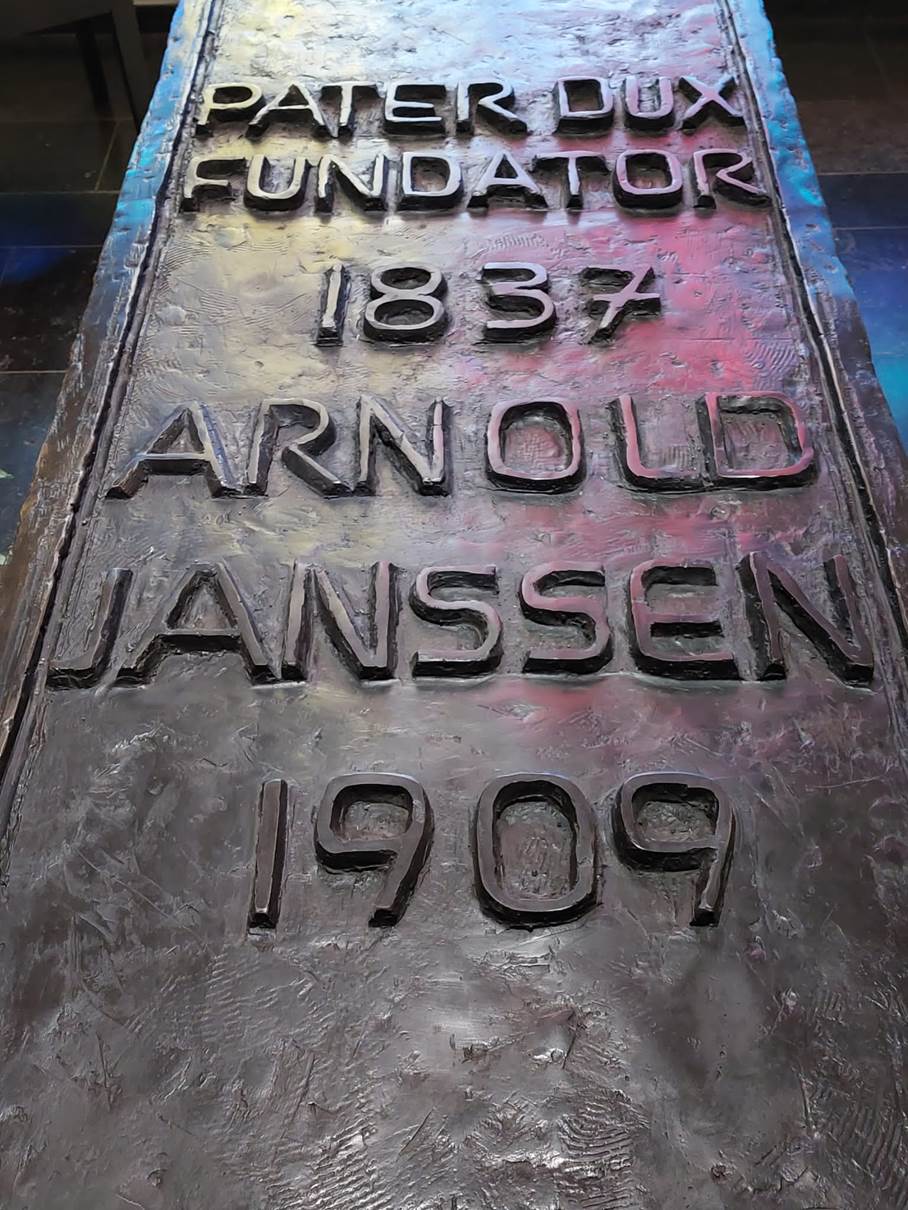 PATER DUX
FUNDATOR
1837
ARNOLD
JANSSEN
1909